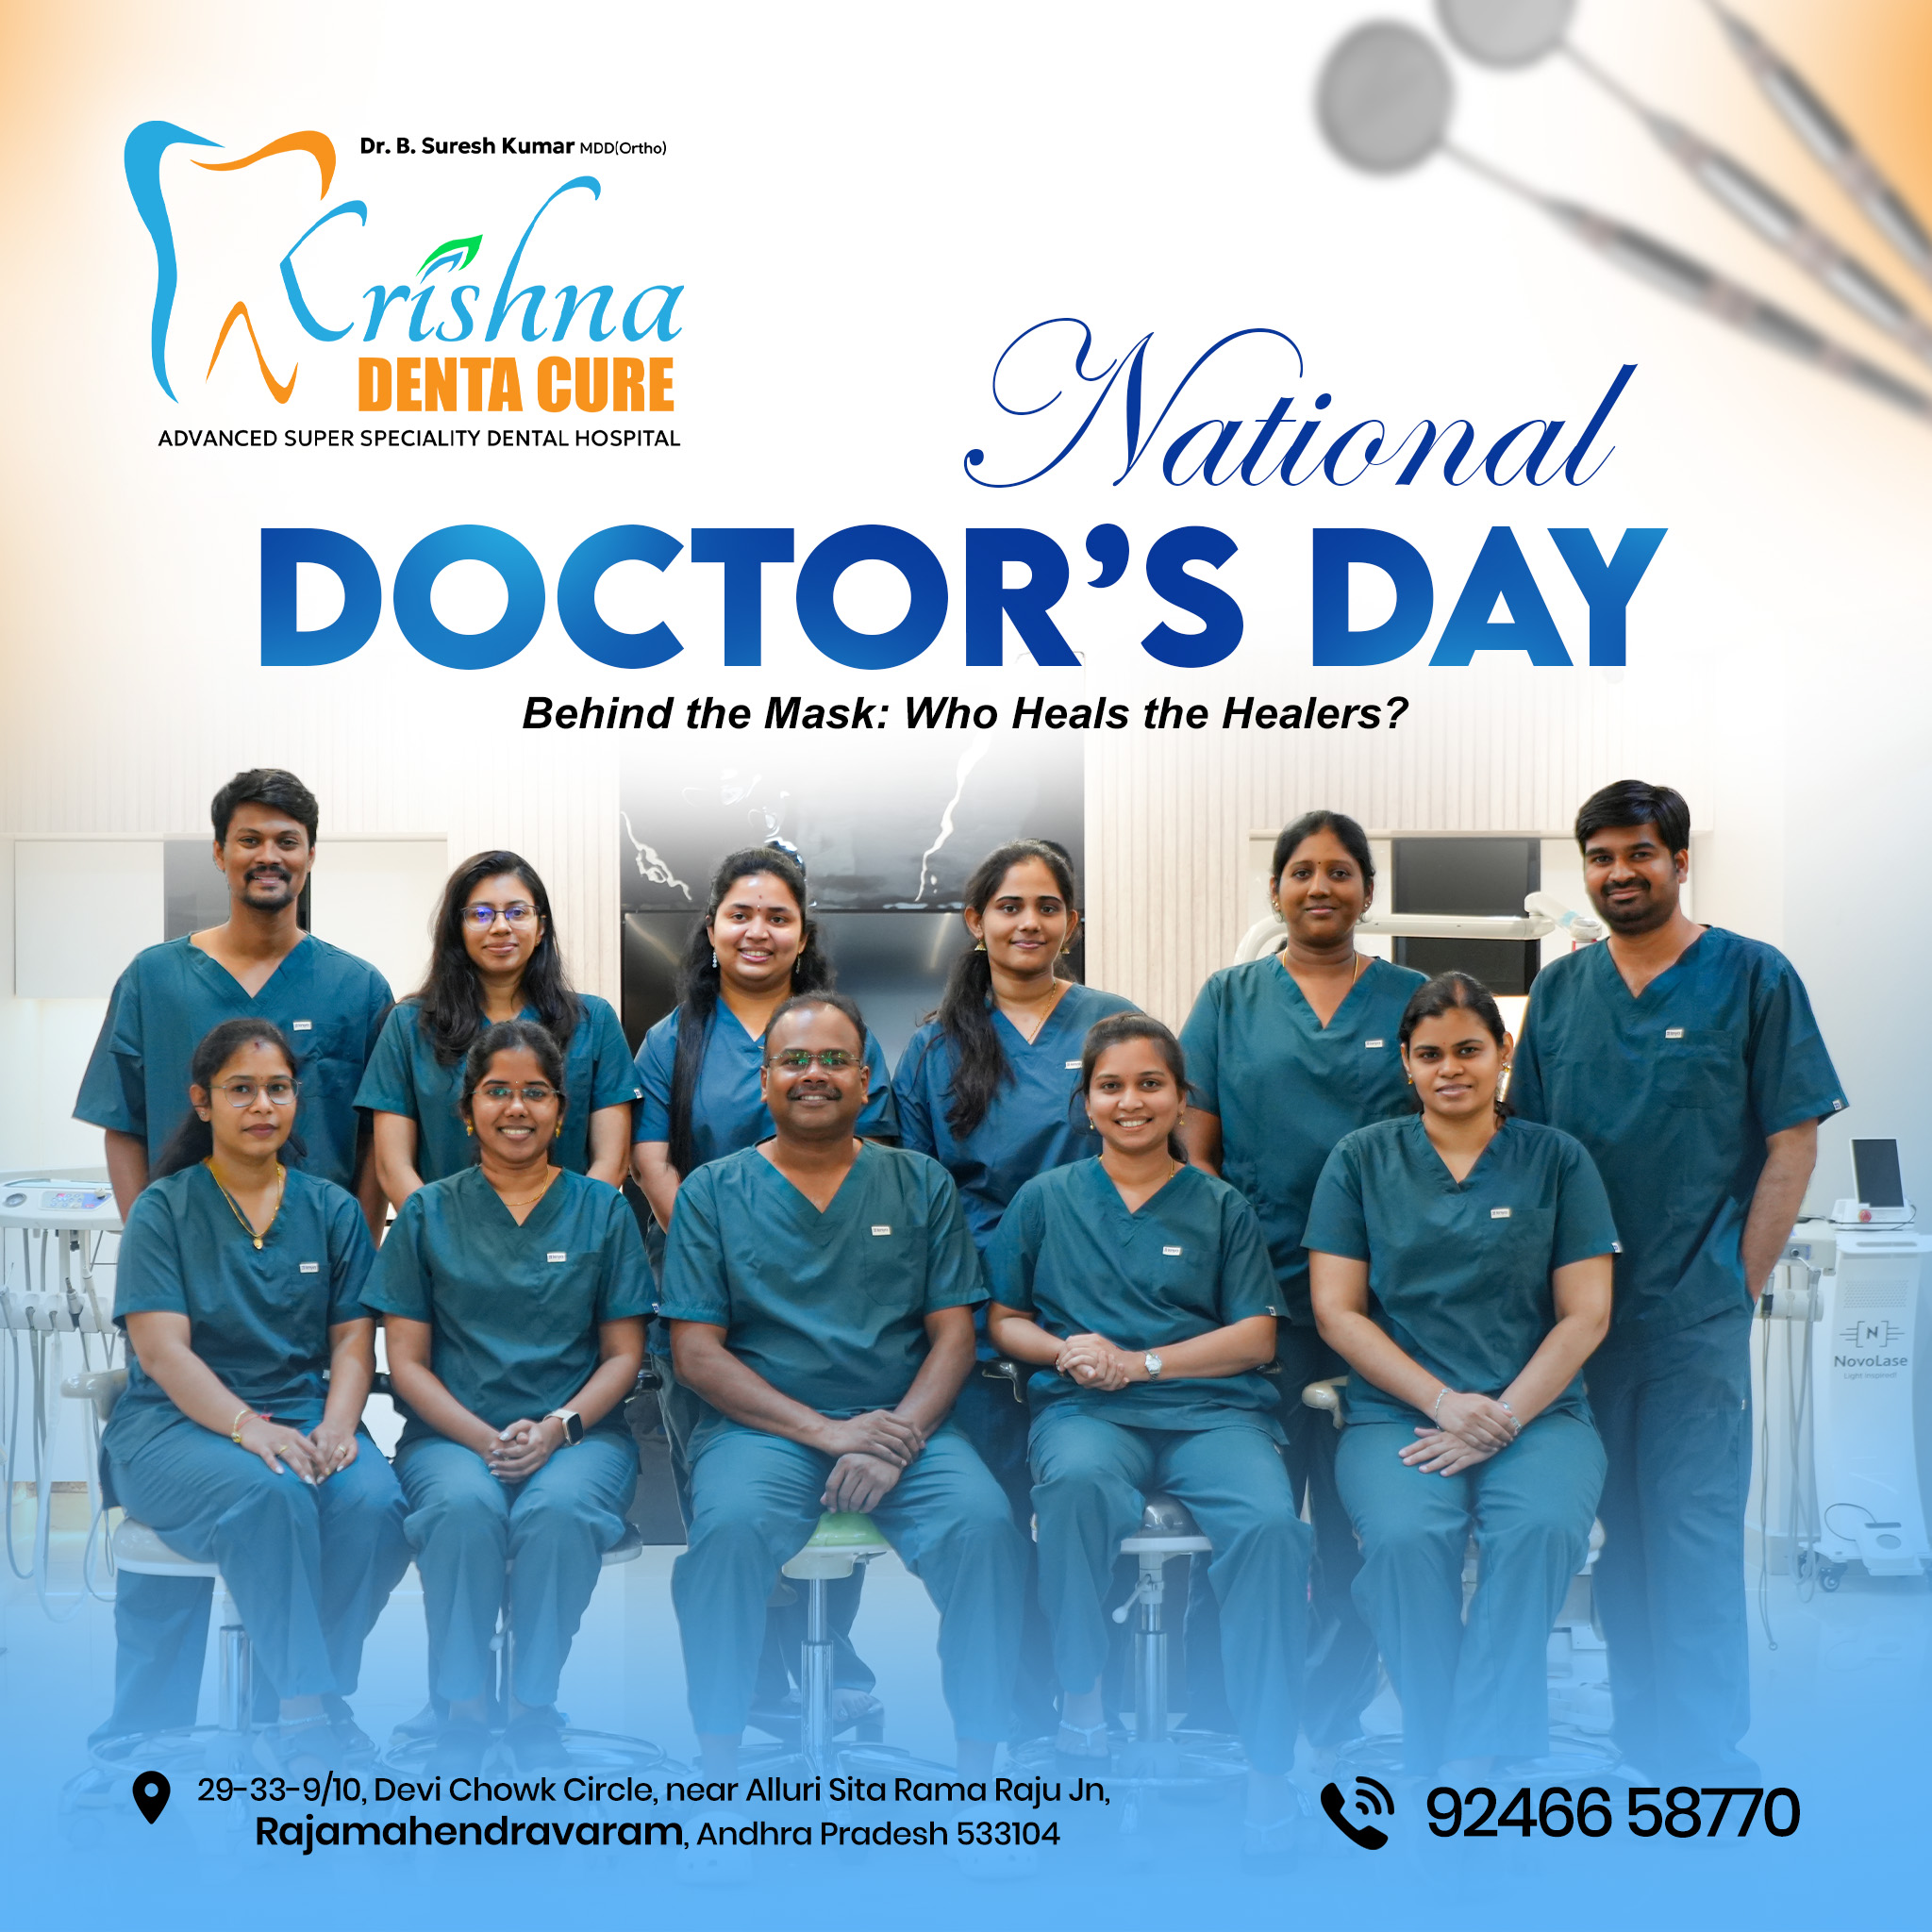 Dr. B. Suresh Kumar MDD(Ortho)
Krishna
DENTA CURE
ADVANCED SUPER SPECIALITY DENTAL HOSPITAL
National
DOCTOR'S DAY
Behind the Mask: Who Heals the Healers?
N
NovoLase
Light Inspired!
29-33-9/10, Devi Chowk Circle, near Alluri Sita Rama Raju Jn,
Rajamahendravaram, Andhra Pradesh 533104
92466 58770